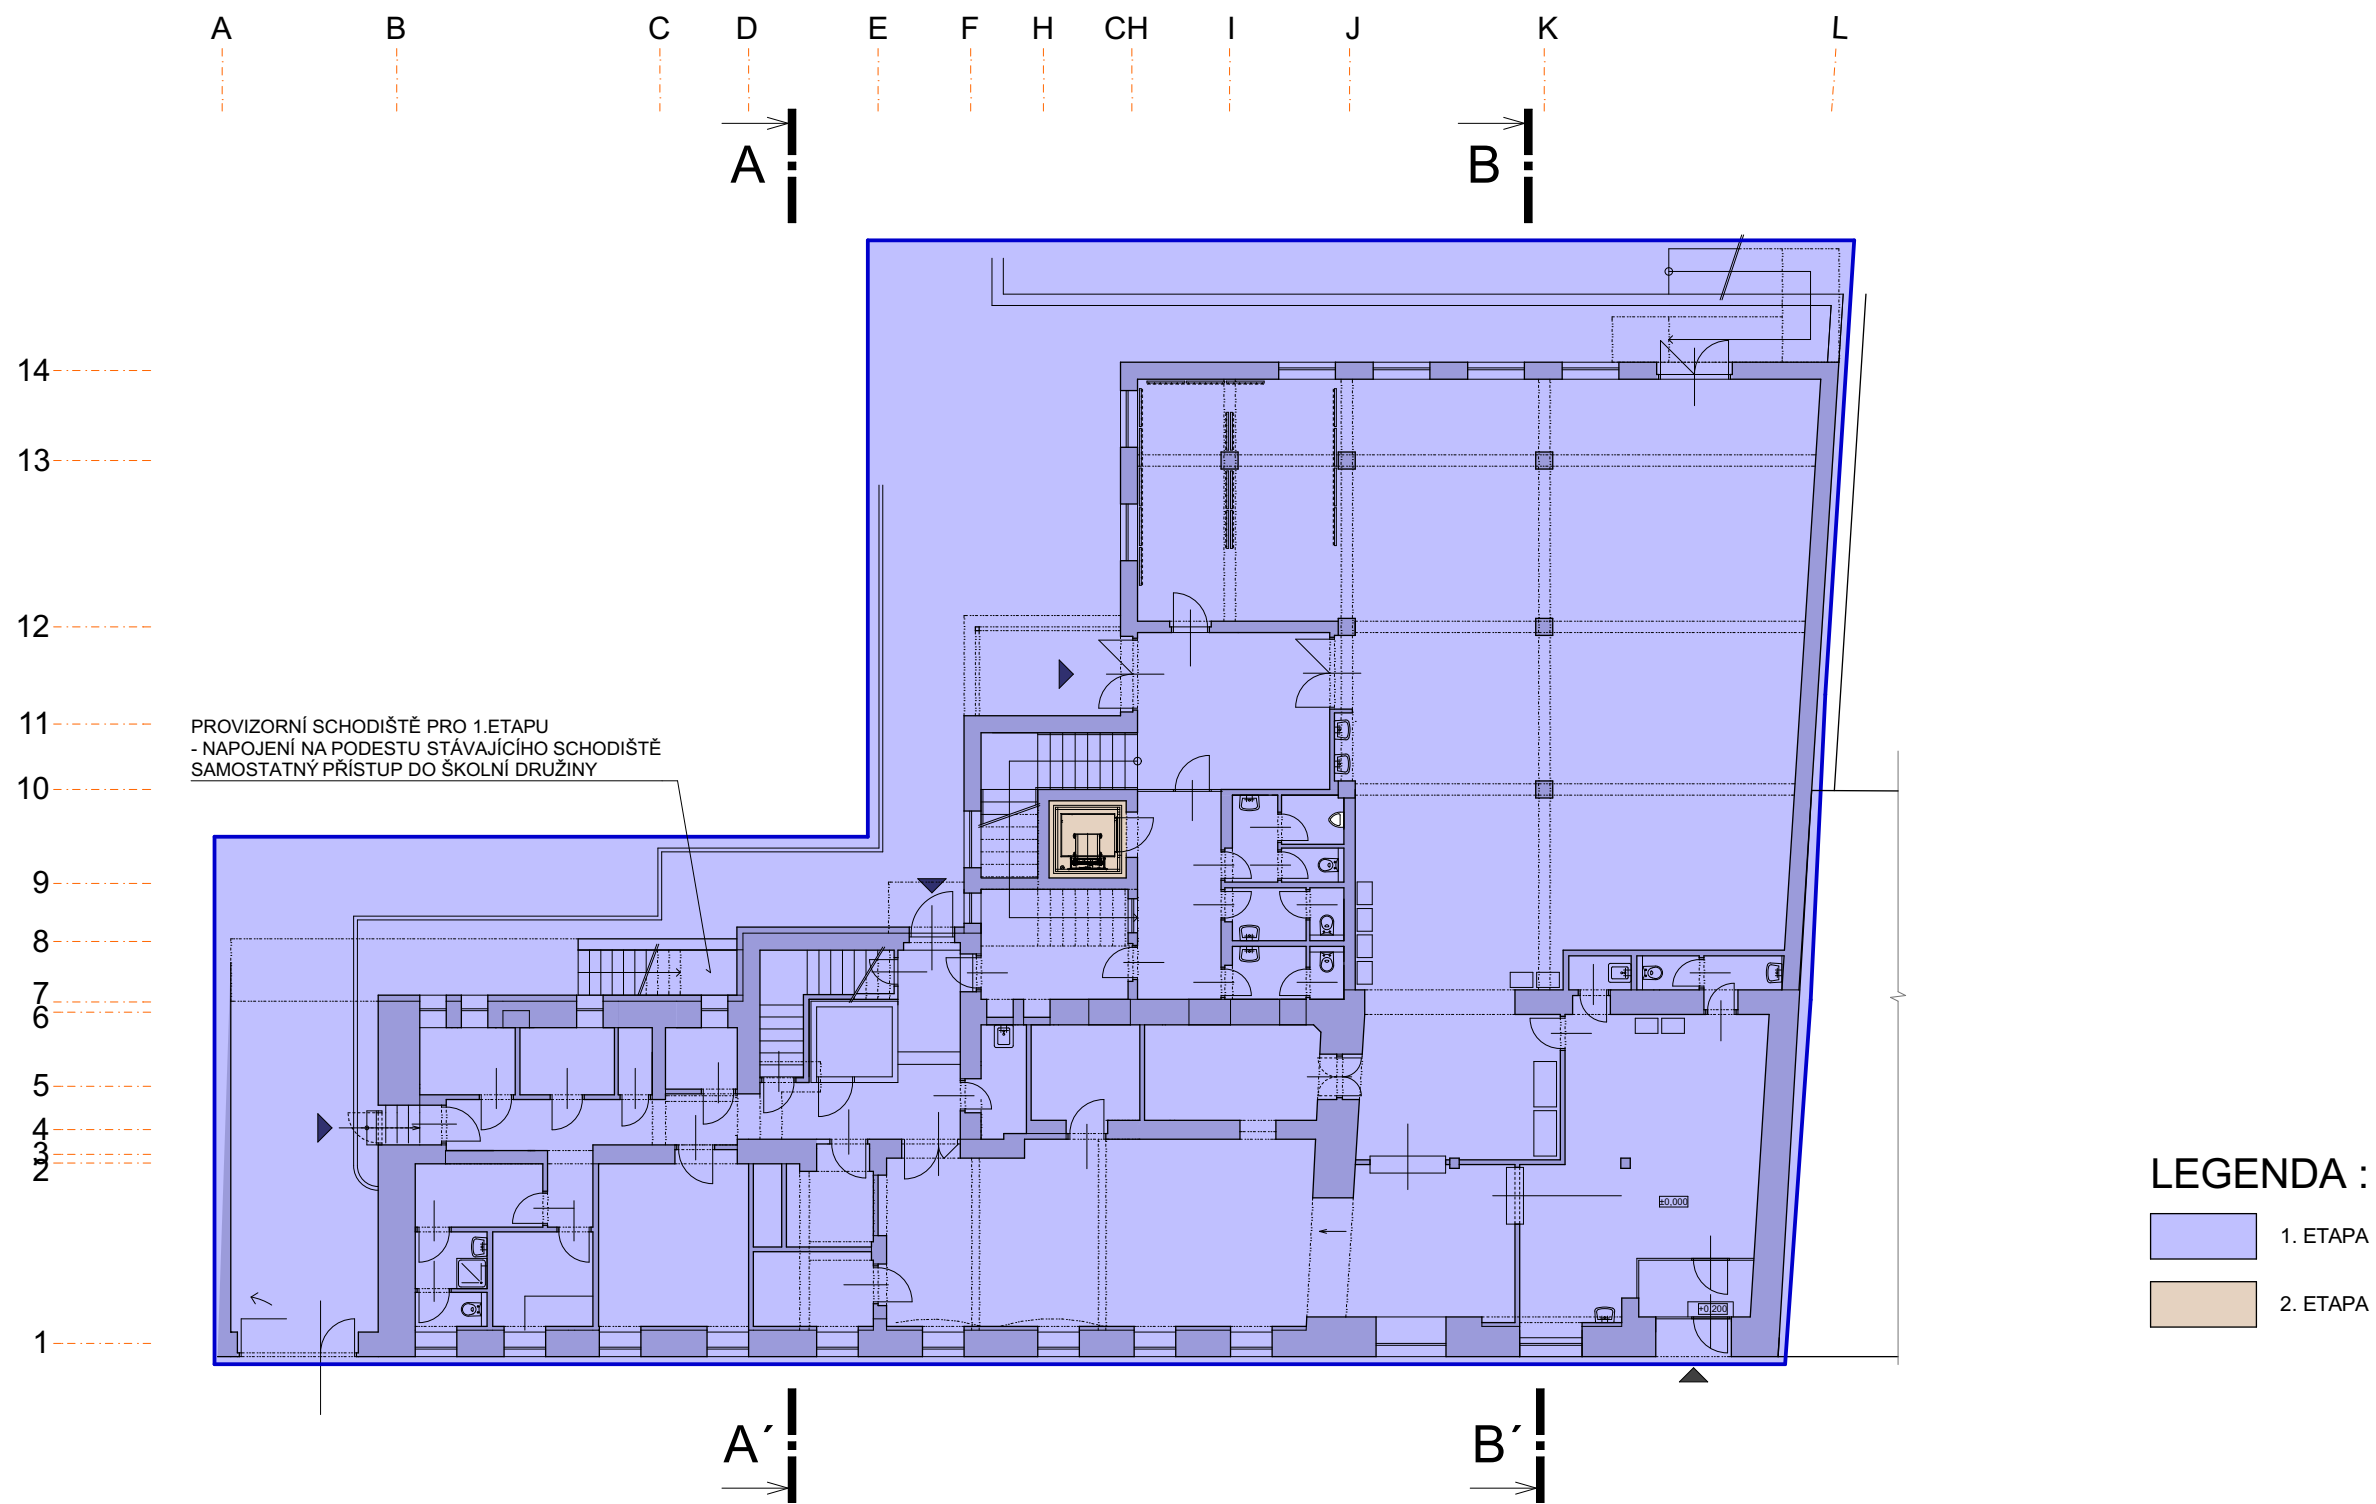 A B C D E F H CH I J K L
A B
14
13
12
11
PROVIZORNÍ SCHODIŠTĚ PRO 1.ETAPU
- NAPOJENÍ NA PODESTU STÁVAJÍCÍHO SCHODIŠTĚ
SAMOSTATNÝ PŘÍSTUP DO ŠKOLNÍ DRUŽINY
10
9
8
7
6
5
4
3
2
±0,000
+0,200
1
LEGENDA :
1. ETAPA
2. ETAPA
A´ B´